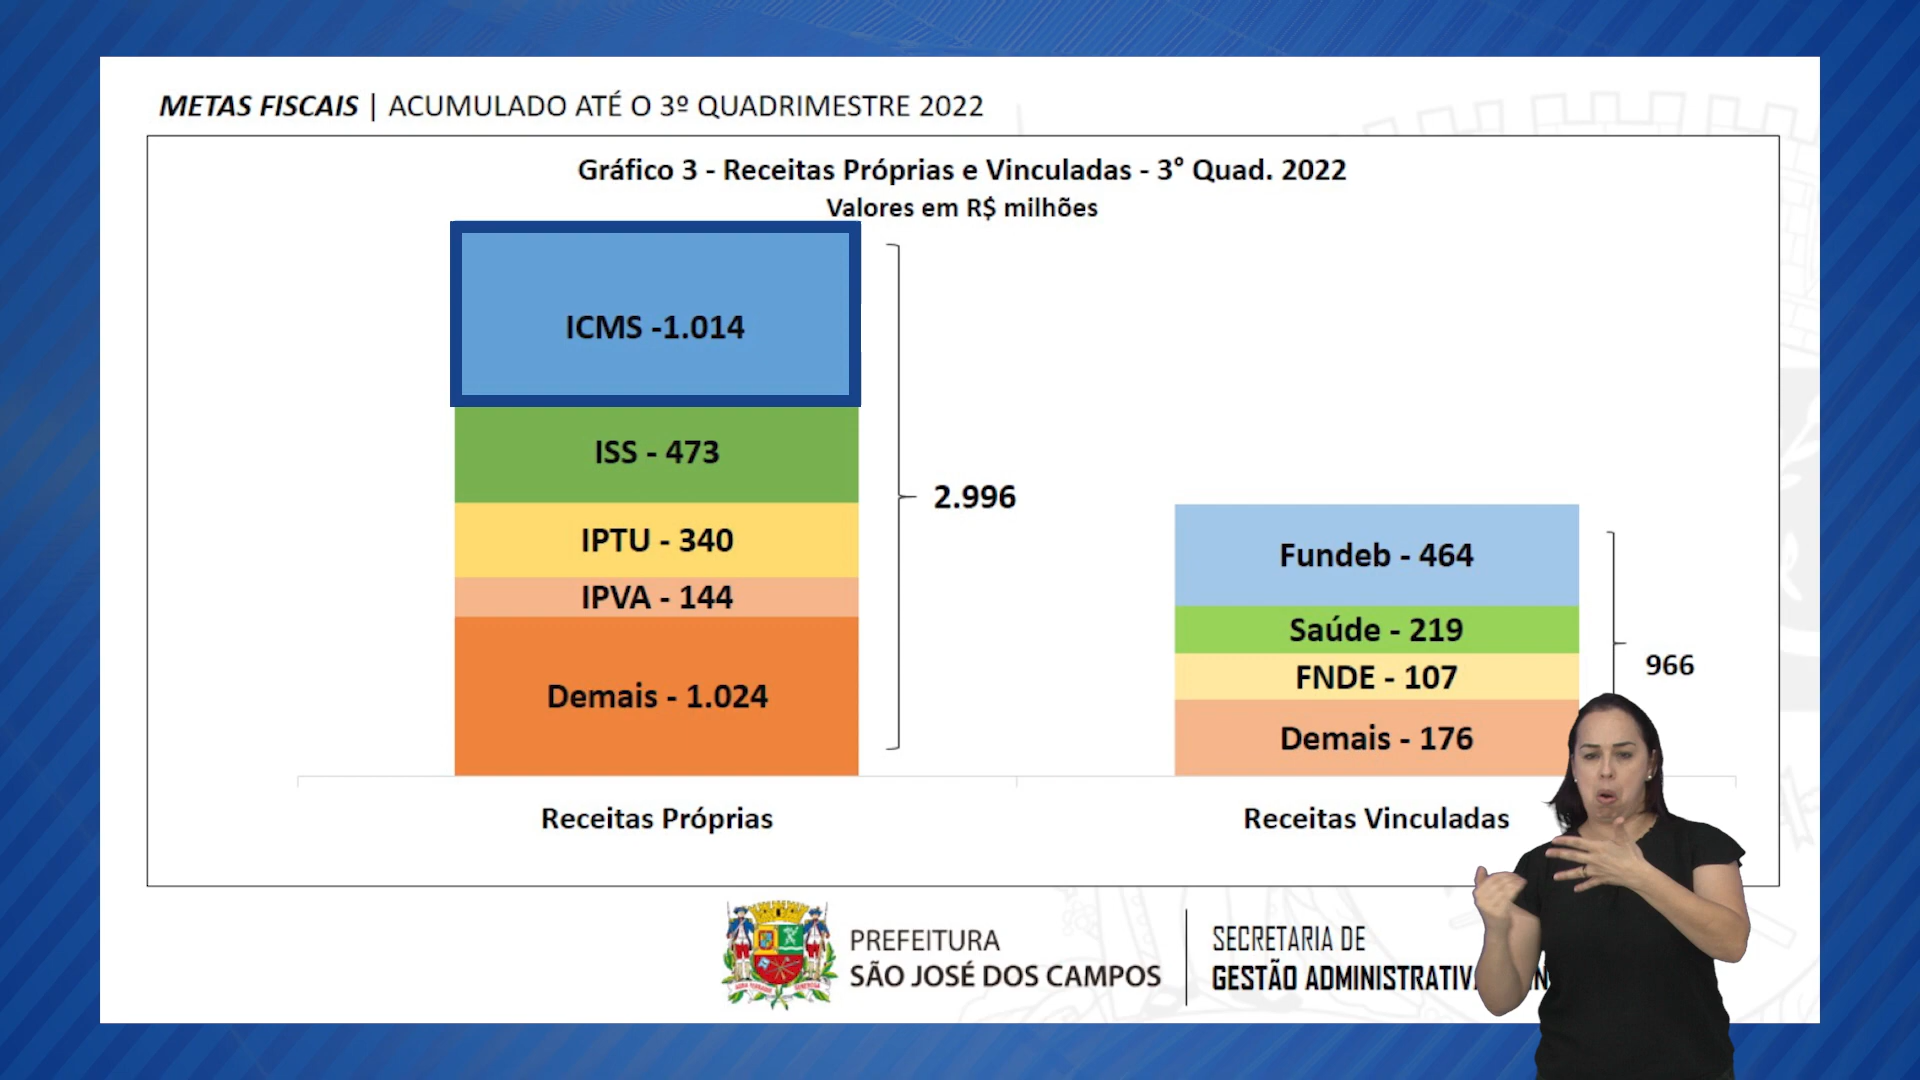 METAS FISCAIS | ACUMULADO ATÉ O 3º QUADRIMESTRE 2022
Gráfico 3 - Receitas Próprias e Vinculadas - 3° Quad. 2022
Valores em R$ milhões
ICMS -1.014
ISS - 473
IPTU - 340
IPVA - 144
Demais - 1.024
2.996
Receitas Próprias
Fundeb - 464
Saúde - 219
FNDE - 107
Demais - 176
966
Receitas Vinculadas
PREFEITURA
SÃO JOSÉ DOS CAMPOS
SECRETARIA DE
GESTÃO